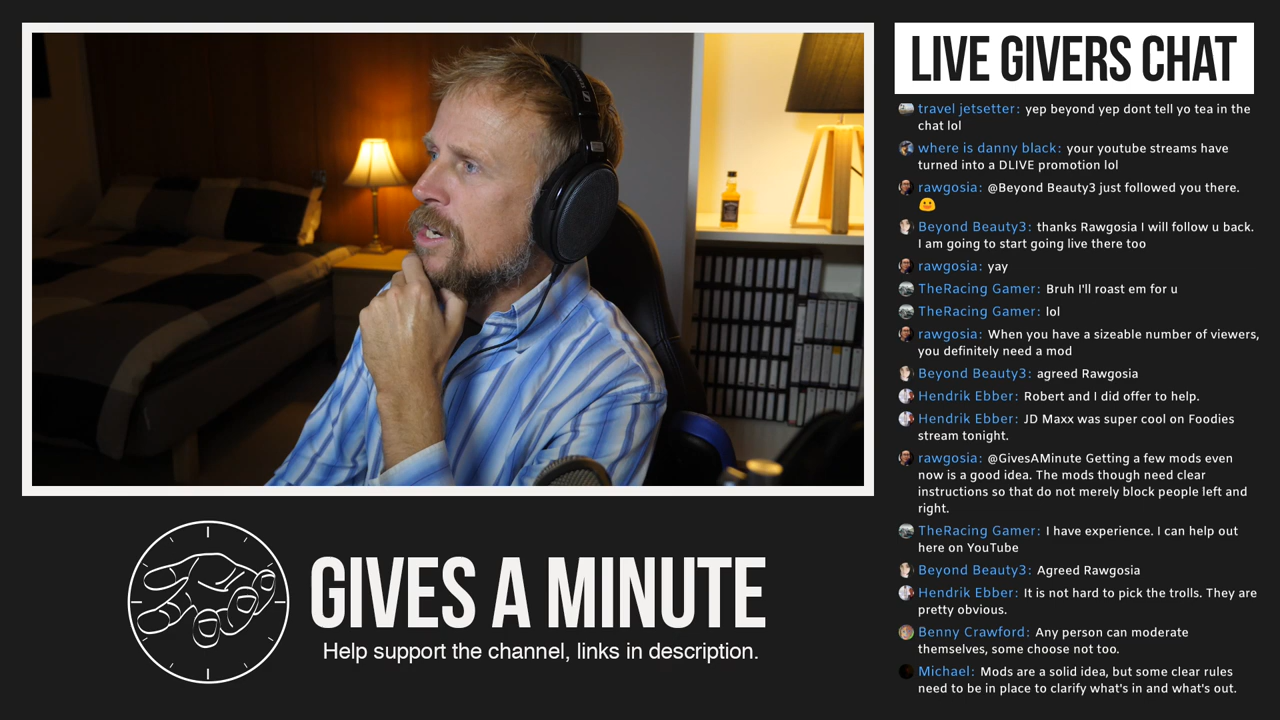 LIVE GIVERS CHAT
travel jetsetter: yep beyond yep dont tell yo tea in the
chat lol
where is danny black: your youtube streams have
turned into a DLIVE promotion lol
rawgosia: @Beyond Beauty3 just followed you there.
Beyond Beauty3: thanks Rawgosia I will follow u back.
I am going to start going live there too
rawgosia: yay
TheRacing Gamer: Bruh I'll roast em for u
TheRacing Gamer: lol
rawgosia: When you have a sizeable number of viewers,
you definitely need a mod
Beyond Beauty3: agreed Rawgosia
Hendrik Ebber: Robert and I did offer to help.
Hendrik Ebber: JD Maxx was super cool on Foodies
stream tonight.
rawgosia: @GivesAMinute Getting a few mods even
now is a good idea. The mods though need clear
instructions so that do not merely block people left and
right.
TheRacing Gamer: I have experience. I can help out
here on YouTube
Beyond Beauty3: Agreed Rawgosia
Hendrik Ebber: It is not hard to pick the trolls. They are
pretty obvious.
Benny Crawford: Any person can moderate
themselves, some choose not too.
Michael: Mods are a solid idea, but some clear rules
need to be in place to clarify what's in and what's out.
GIVES A MINUTE
Help support the channel, links in description.